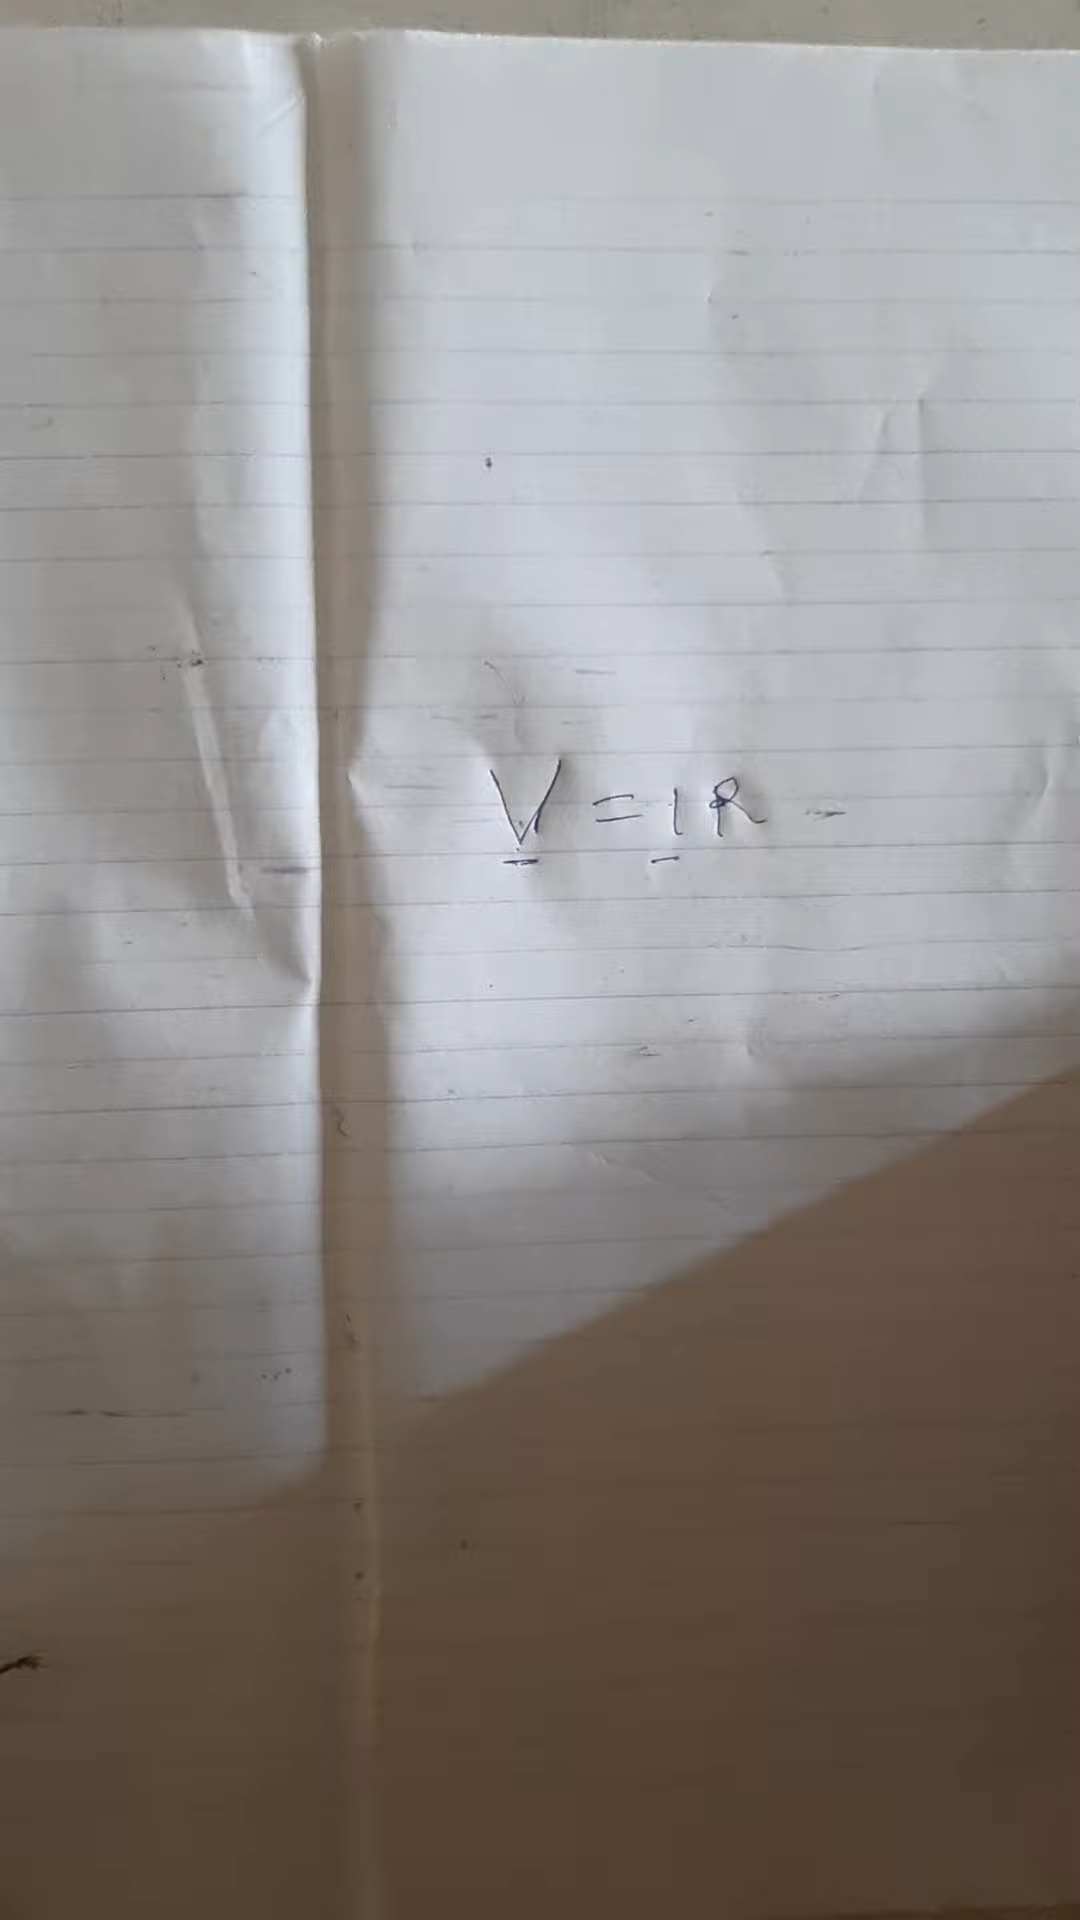 V = IR